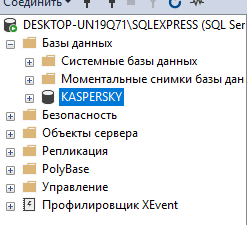 Соединить
DESKTOP-UN19Q71\SQLEXPRESS (SQL Ser
Базы данных
Системные базы данных
Моментальные снимки базы дан
KASPERSKY
Безопасность
Объекты сервера
Репликация
PolyBase
Управление
Профилировщик XEvent